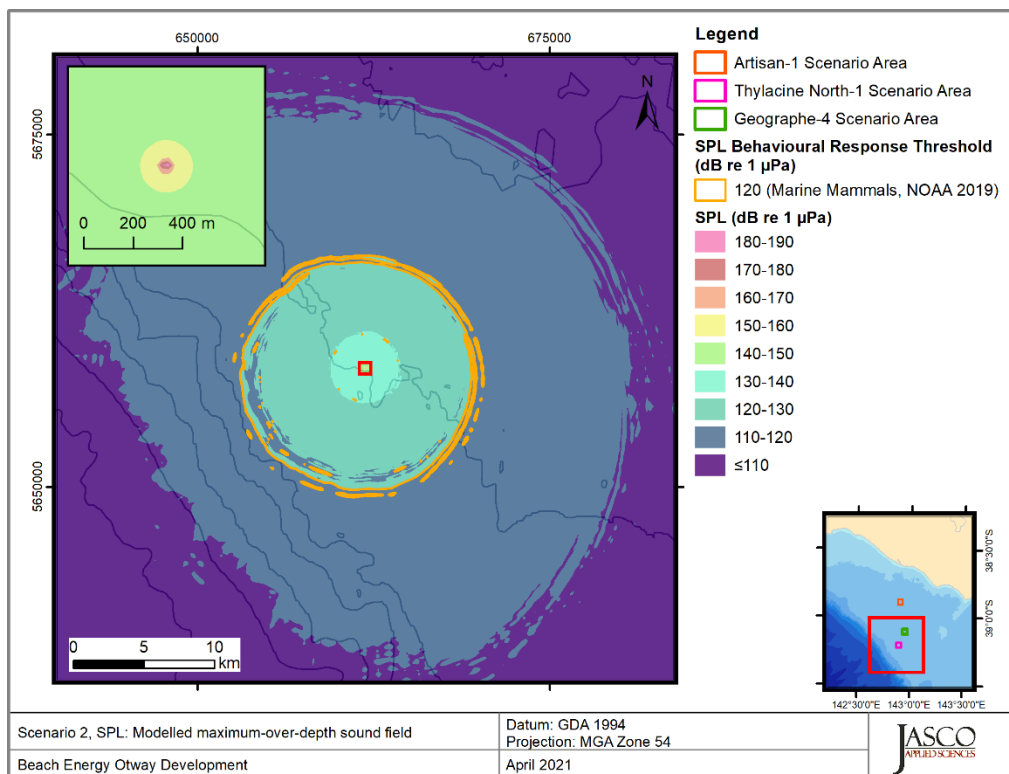 650000
675000
5675000
5650000
N
0 200 400 m
0 5 10
km
Legend
Artisan-1 Scenario Area
Thylacine North-1 Scenario Area
Geographe-4 Scenario Area
SPL Behavioural Response Threshold
(dB re 1 µPa)
120 (Marine Mammals, NOAA 2019)
SPL (dB re 1 µPa)
180-190
170-180
160-170
150-160
140-150
130-140
120-130
110-120
≤110
38°30'0"S
39°0'0"S
142°30'0"E 143°0'0"E 143°30'0"E
Scenario 2, SPL: Modelled maximum-over-depth sound field
Datum: GDA 1994
Projection: MGA Zone 54
Beach Energy Otway Development
April 2021
JASCO
APPLIED SCIENCES